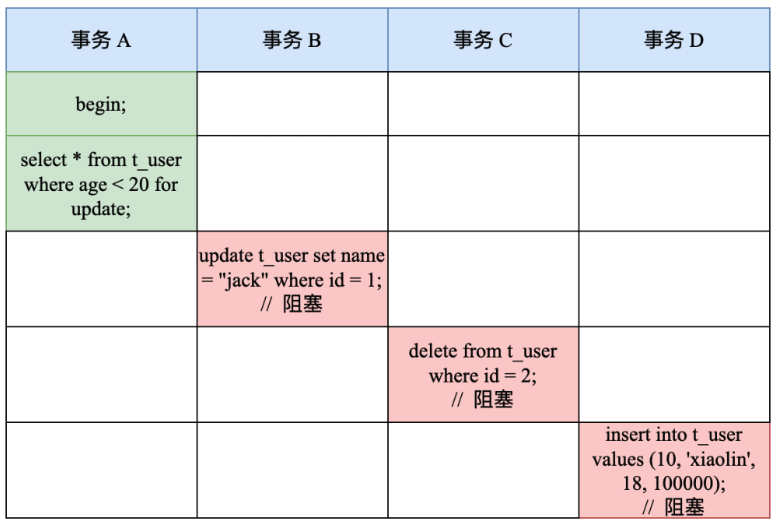 事务 A
事务 B
事务 C
事务 D
begin;
select * from t_user
where age < 20 for
update;
update t_user set name
= "jack" where id = 1;
// 阻塞
delete from t_user
where id = 2;
// 阻塞
insert into t_user
values (10, 'xiaolin',
18, 100000);
// 阻塞